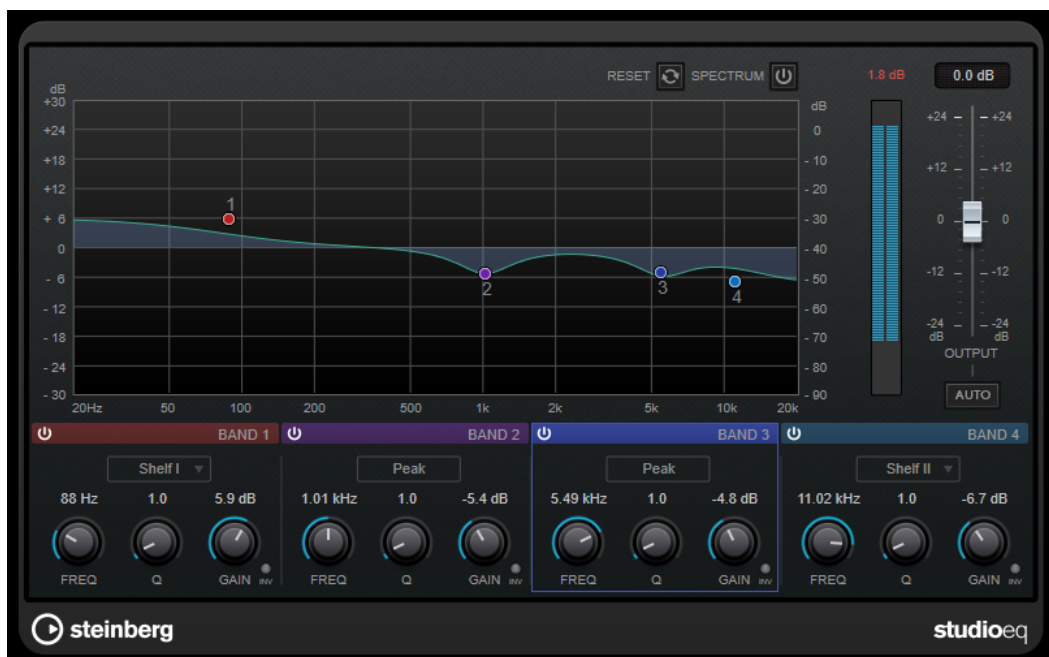 RESET SPECTRUM 1.8 dB 0.0 dB
dB
+30
+24
+18
+12
+ 6
0
- 6
- 12
- 18
- 24
- 30
1
2
3
4
dB
0
- 10
- 20
- 30
- 40
- 50
- 60
- 70
- 80
- 90
20Hz 50 100 200 500 1k 2k 5k 10k 20k
+24 +24
+12 +12
0 0
-12 -12
-24 -24
dB dB
OUTPUT
AUTO
BAND 1 BAND 2 BAND 3 BAND 4
Shelf I Peak Peak Shelf II
88 Hz 1.0 5.9 dB 1.01 kHz 1.0 -5.4 dB 5.49 kHz 1.0 -4.8 dB 11.02 kHz 1.0 -6.7 dB
FREQ Q GAIN INV FREQ Q GAIN INV FREQ Q GAIN INV FREQ Q GAIN INV
steinberg studioeq